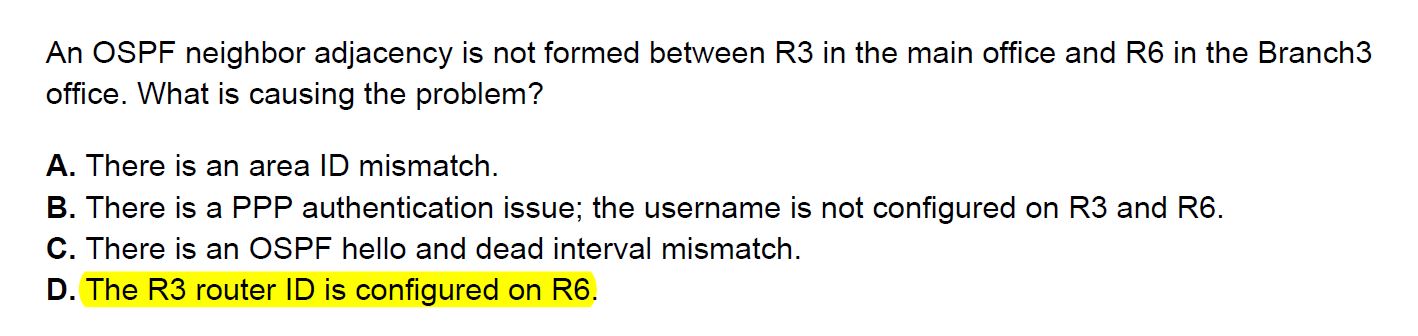 An OSPF neighbor adjacency is not formed between R3 in the main office and R6 in the Branch3
office. What is causing the problem?
A. There is an area ID mismatch.
B. There is a PPP authentication issue; the username is not configured on R3 and R6.
C. There is an OSPF hello and dead interval mismatch.
D. The R3 router ID is configured on R6.